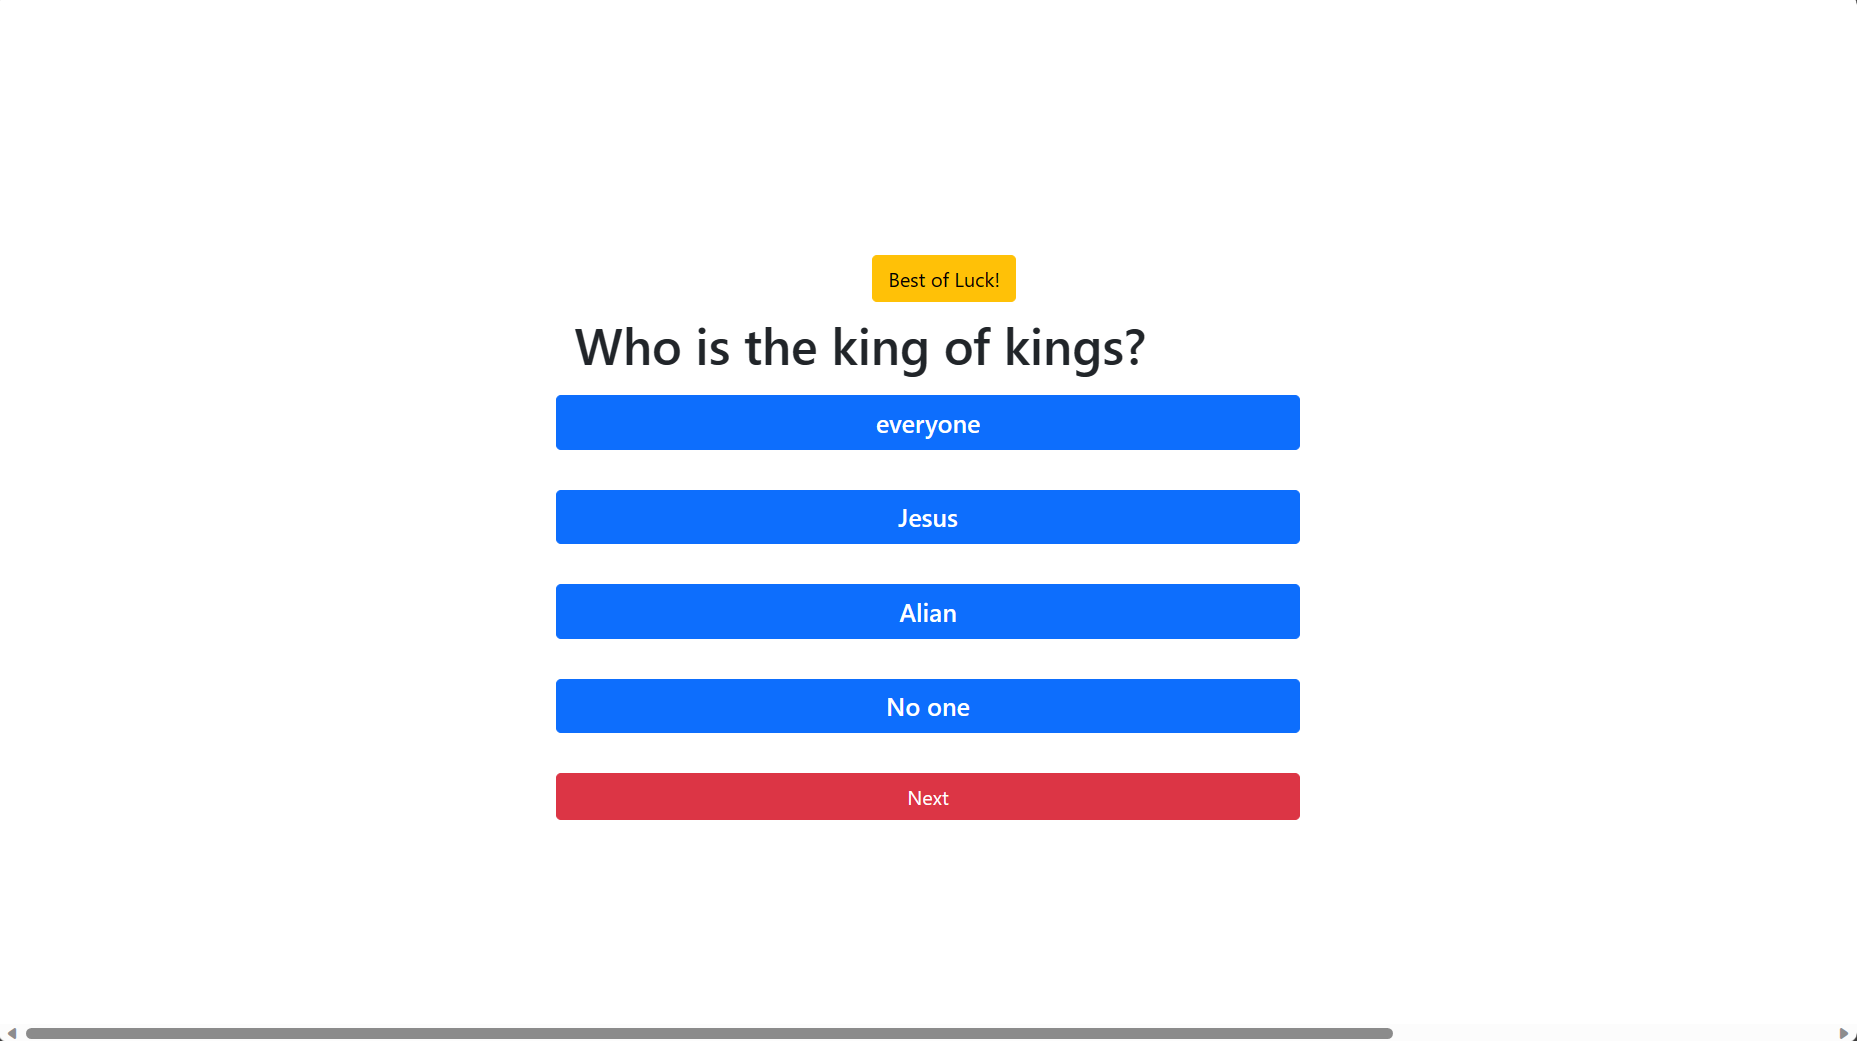 Best of Luck!
Who is the king of kings?
everyone
Jesus
Alian
No one
Next